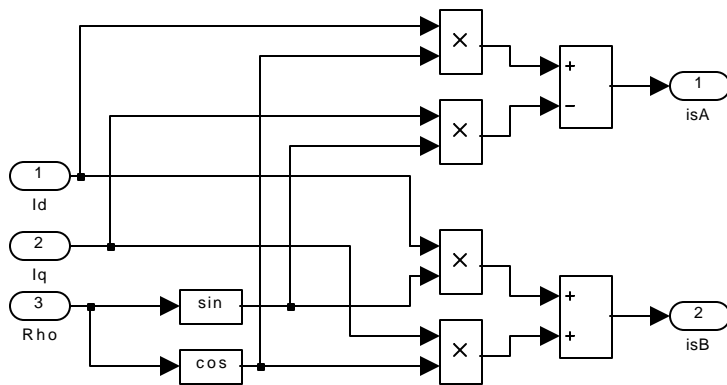 ×
+
−
1
isA
×
1
Id
2
Iq
3
Rho
sin
cos
×
+
+
2
isB
×